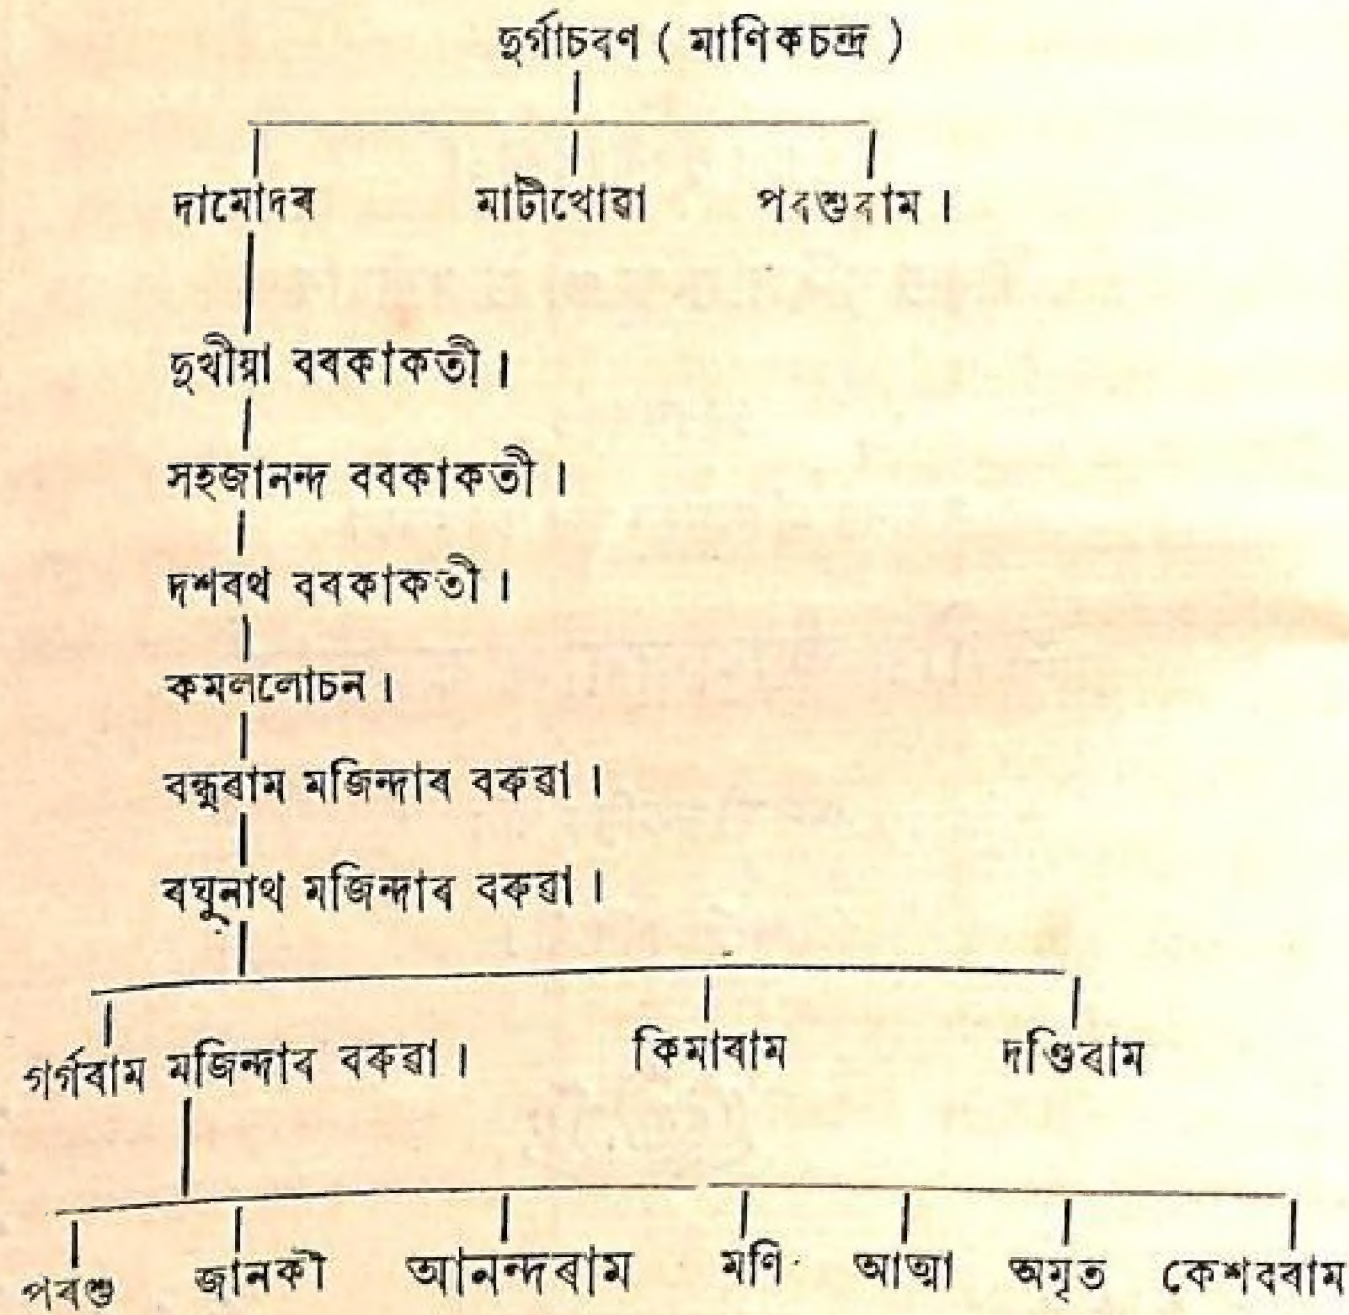 দুৰ্গাচৰণ ( মাণিকচন্দ্ৰ )
দামোদৰ মাটীখোৱা পৰশুৰাম ।
দুখীয়া বৰকাকতী ।
সহজানন্দ বৰকাকতী ।
দশৰথ বৰকাকতী ।
কমললোচন ।
বন্ধুৰাম মজিন্দাৰ বৰুৱা ।
ৰঘুনাথ মজিন্দাৰ বৰুৱা ।
গৰ্গৰাম মজিন্দাৰ বৰুৱা । কিমাৰাম দণ্ডিৰাম
পৰশু জানকী আনন্দৰাম মণি আত্মা অমৃত কেশবৰাম